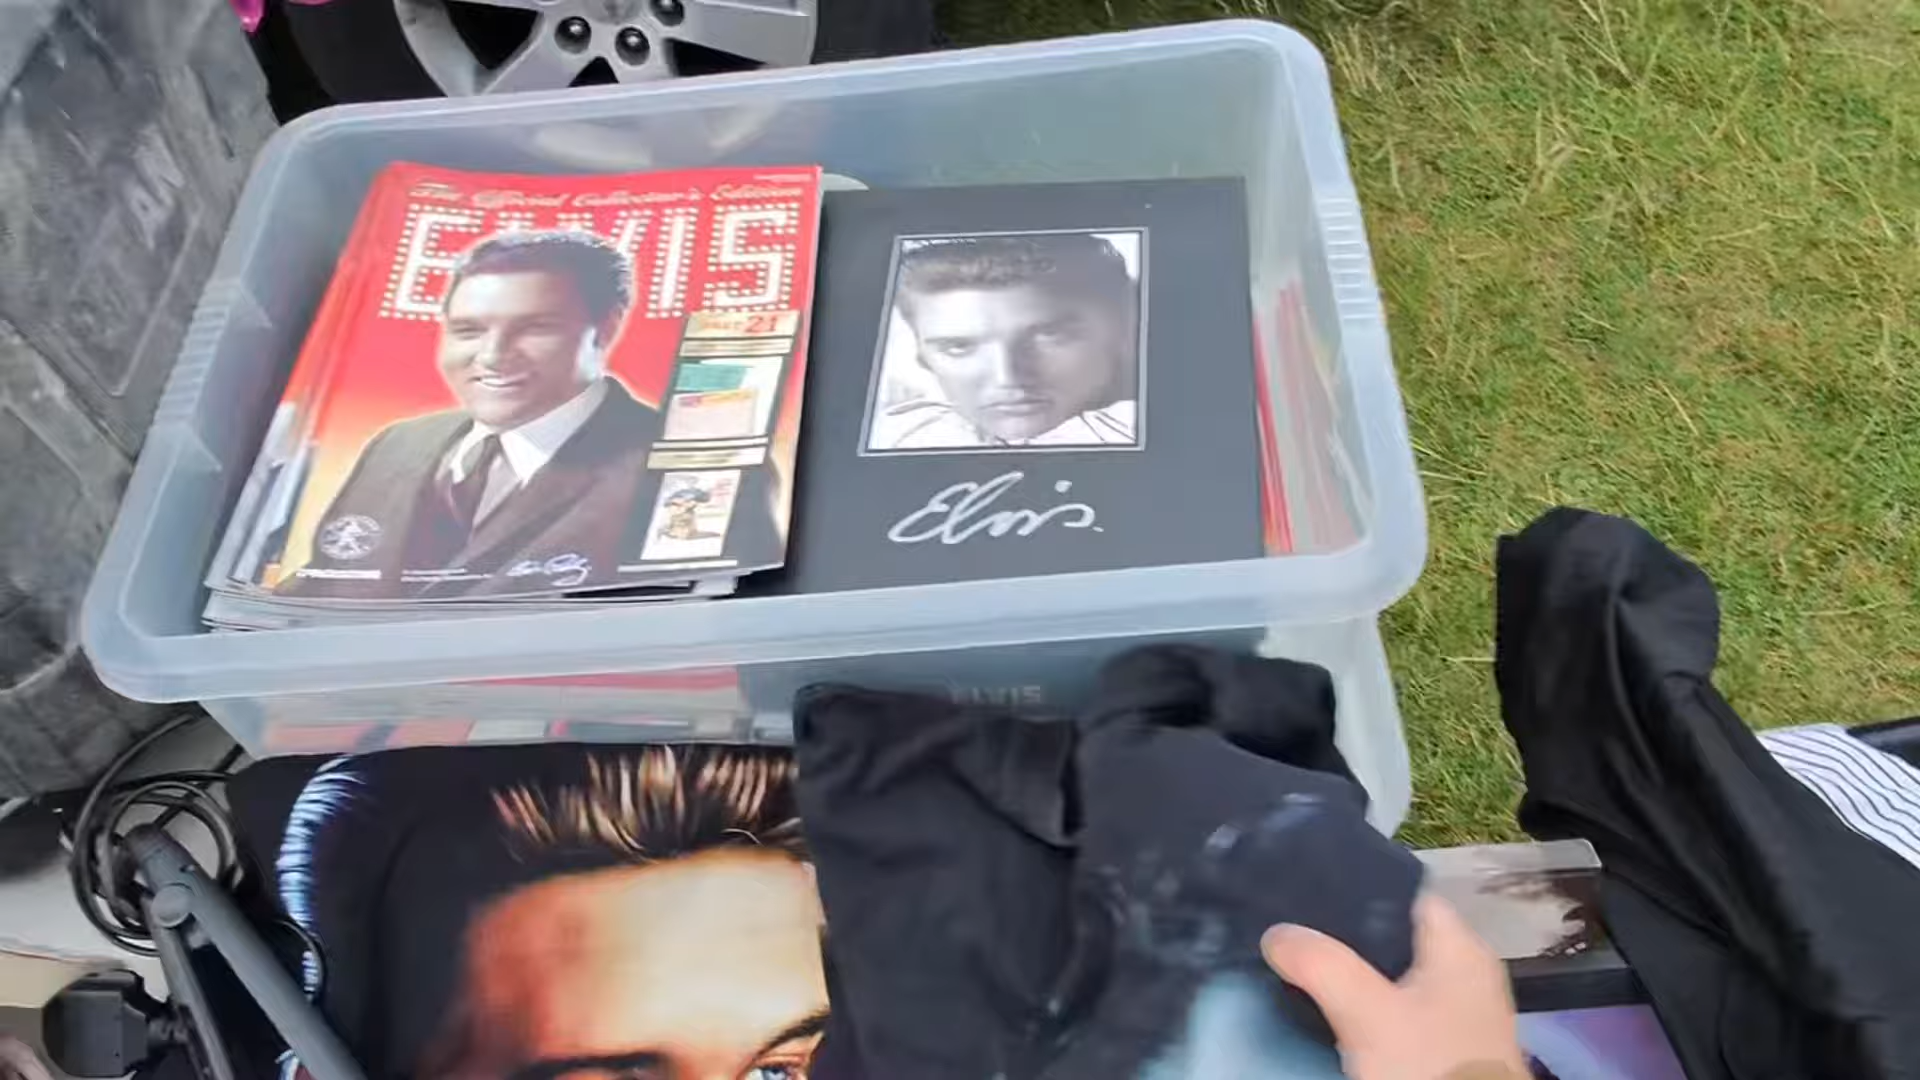 The Official Collector's Edition
ELVIS
PART 21
Elvis
ELVIS